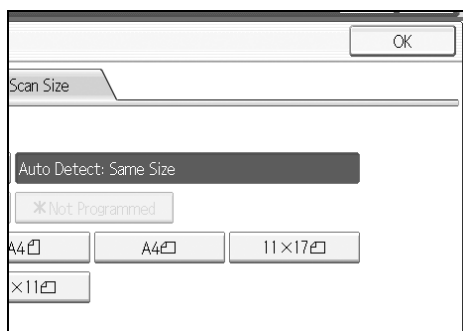 OK
Scan Size
Auto Detect: Same Size
*Not Programmed
A4 A4 11×17
×11